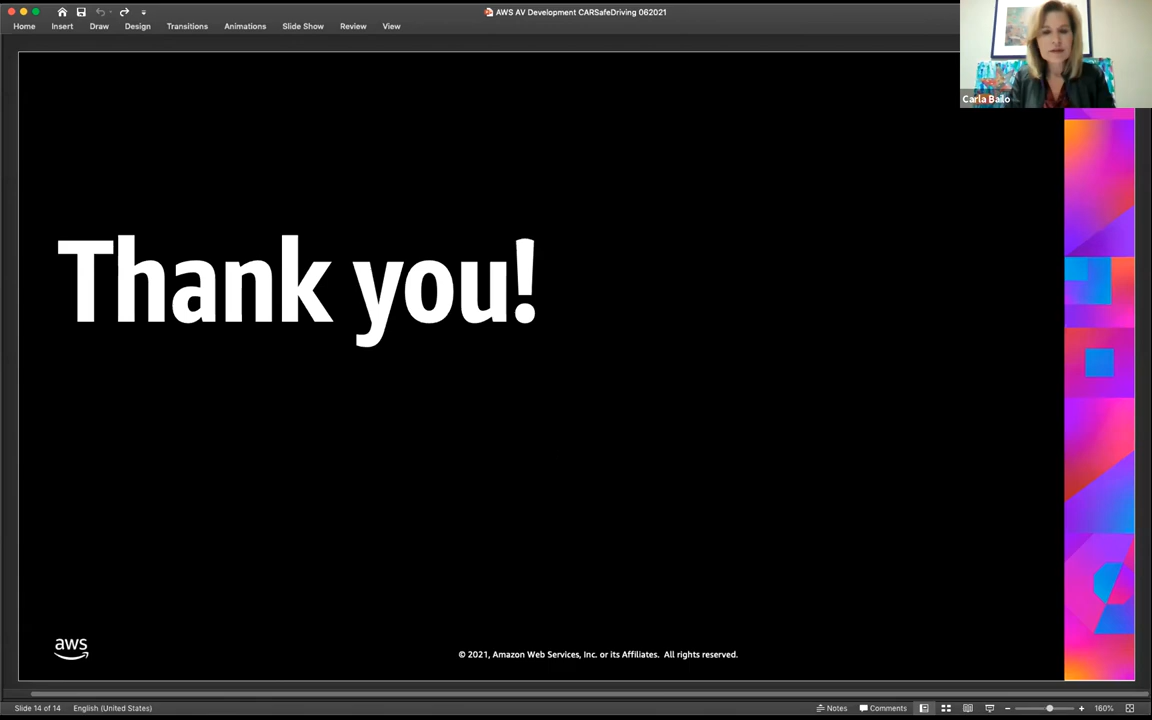 AWS AV Development CARSafeDriving 062021
Home Insert Draw Design Transitions Animations Slide Show Review View
Carla Bailo
Thank you!
aws
© 2021, Amazon Web Services, Inc. or its Affiliates. All rights reserved.
Slide 14 of 14 English (United States) Notes Comments 160%